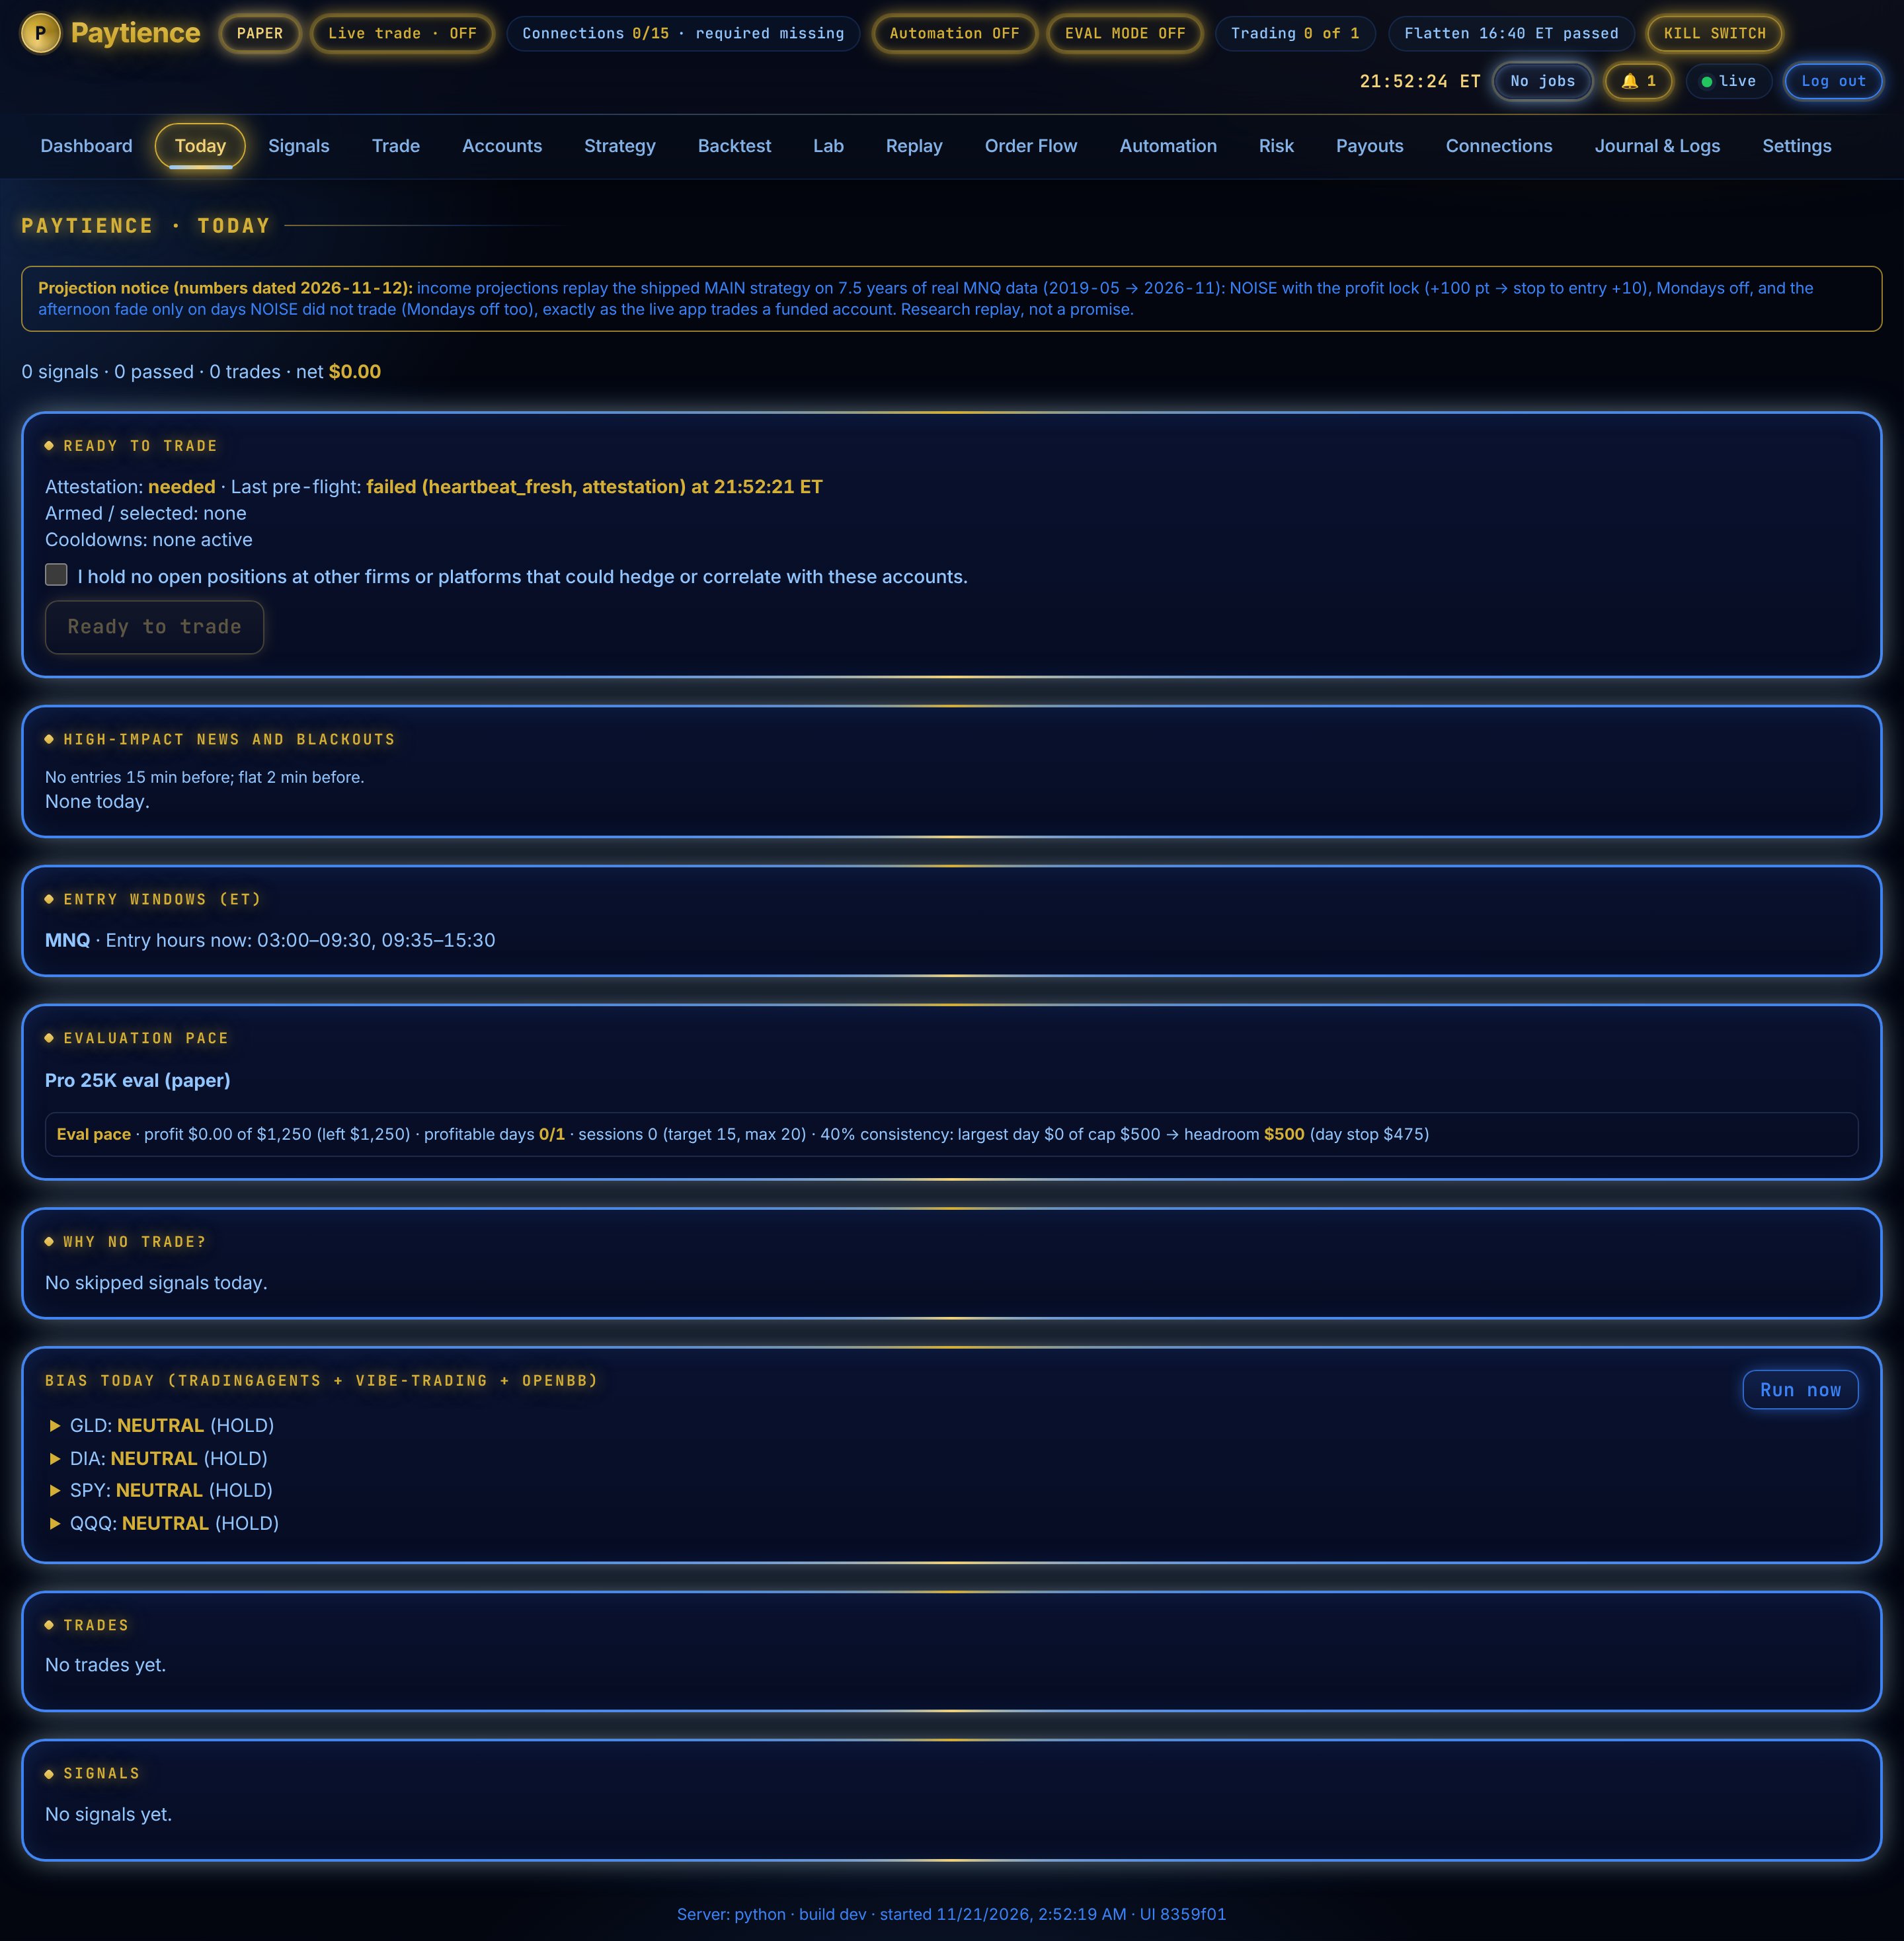 P Paytience PAPER Live trade · OFF Connections 0/15 · required missing Automation OFF EVAL MODE OFF Trading 0 of 1 Flatten 16:40 ET passed KILL SWITCH
21:52:24 ET No jobs 🔔 1 live Log out
Dashboard Today Signals Trade Accounts Strategy Backtest Lab Replay Order Flow Automation Risk Payouts Connections Journal & Logs Settings
PAYTIENCE · TODAY
Projection notice (numbers dated 2026-11-12): income projections replay the shipped MAIN strategy on 7.5 years of real MNQ data (2019-05 → 2026-11): NOISE with the profit lock (+100 pt → stop to entry +10), Mondays off, and the
afternoon fade only on days NOISE did not trade (Mondays off too), exactly as the live app trades a funded account. Research replay, not a promise.
0 signals · 0 passed · 0 trades · net $0.00
READY TO TRADE
Attestation: needed · Last pre-flight: failed (heartbeat_fresh, attestation) at 21:52:21 ET
Armed / selected: none
Cooldowns: none active
I hold no open positions at other firms or platforms that could hedge or correlate with these accounts.
Ready to trade
HIGH-IMPACT NEWS AND BLACKOUTS
No entries 15 min before; flat 2 min before.
None today.
ENTRY WINDOWS (ET)
MNQ · Entry hours now: 03:00–09:30, 09:35–15:30
EVALUATION PACE
Pro 25K eval (paper)
Eval pace · profit $0.00 of $1,250 (left $1,250) · profitable days 0/1 · sessions 0 (target 15, max 20) · 40% consistency: largest day $0 of cap $500 → headroom $500 (day stop $475)
WHY NO TRADE?
No skipped signals today.
BIAS TODAY (TRADINGAGENTS + VIBE-TRADING + OPENBB) Run now
GLD: NEUTRAL (HOLD)
DIA: NEUTRAL (HOLD)
SPY: NEUTRAL (HOLD)
QQQ: NEUTRAL (HOLD)
TRADES
No trades yet.
SIGNALS
No signals yet.
Server: python · build dev · started 11/21/2026, 2:52:19 AM · UI 8359f01